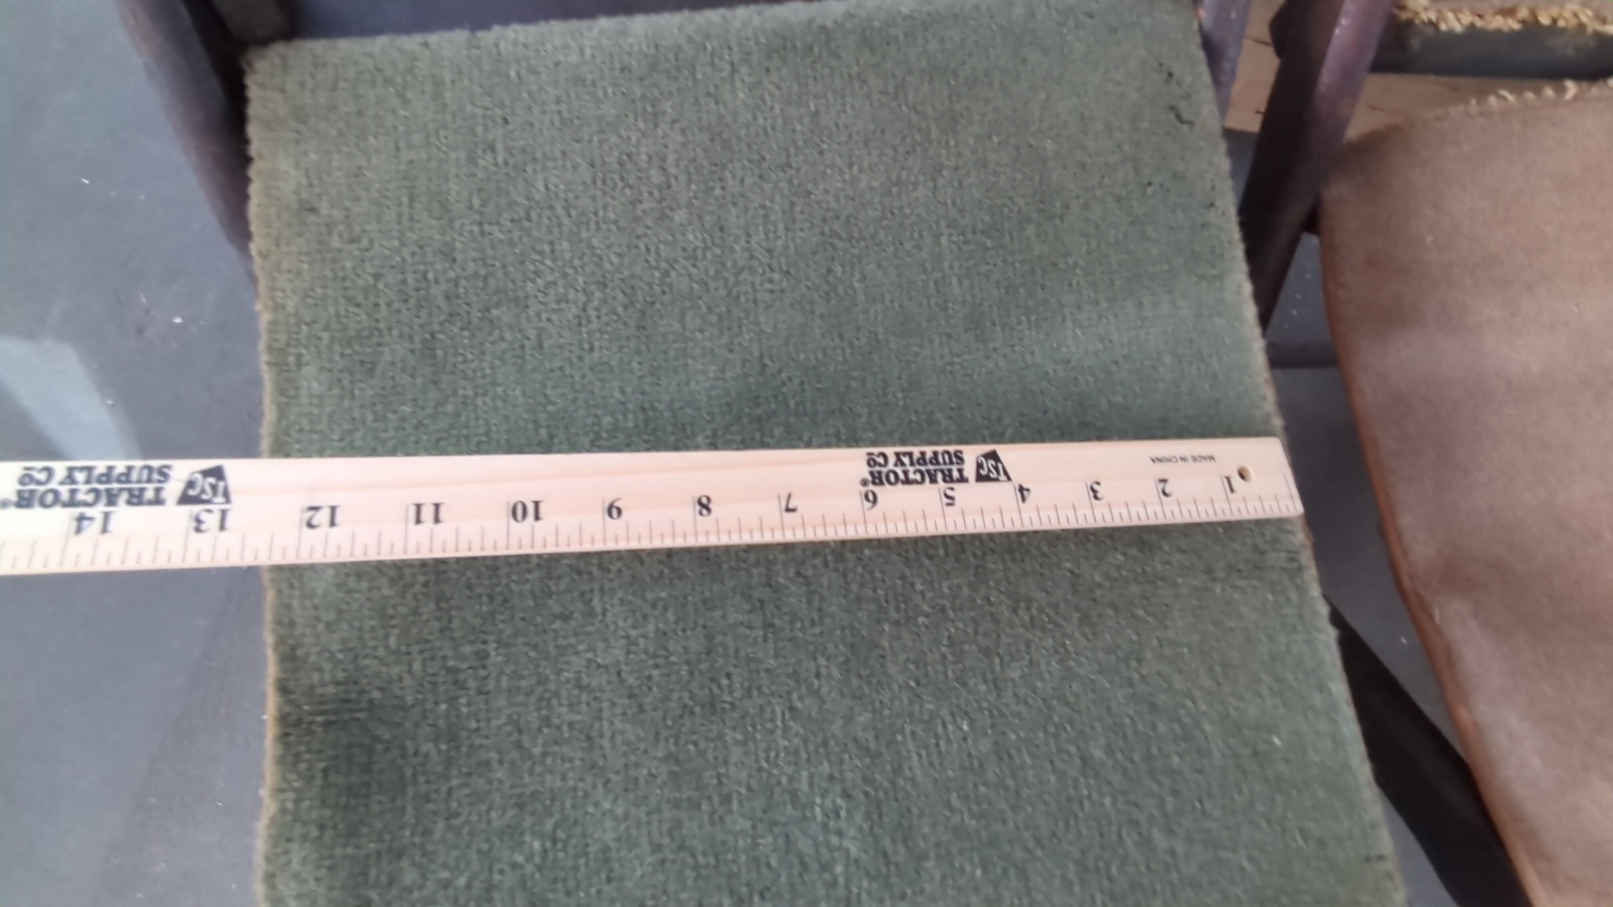 MADE IN CHINA
TSC TRACTOR
SUPPLY CO
1 2 3 4 5 6 7 8 9 10 11 12 13 14
TSC TRACTOR®
SUPPLY CO